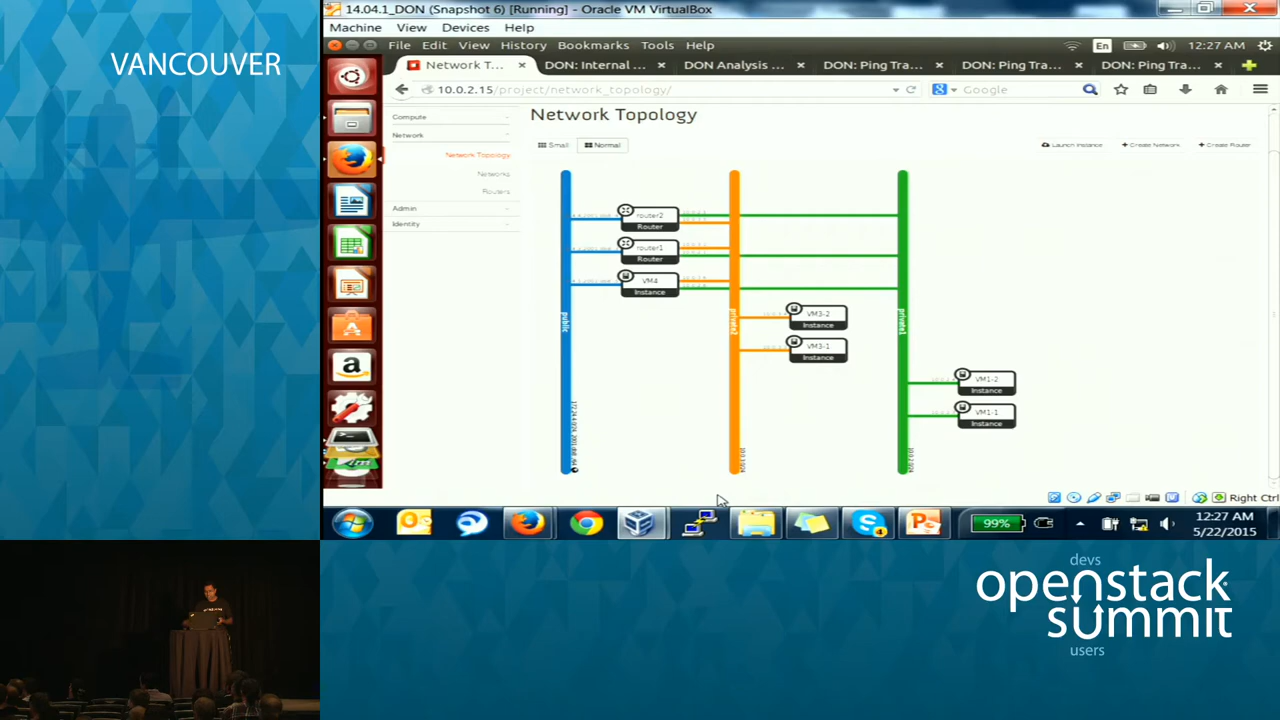 VANCOUVER
14.04.1_DON (Snapshot 6) [Running] - Oracle VM VirtualBox
Machine View Devices Help
File Edit View History Bookmarks Tools Help
En
12:27 AM
Network T...
DON: Internal ...
DON Analysis ...
DON: Ping Tra...
DON: Ping Tra...
DON: Ping Tra...
10.0.2.15/project/network_topology/
Google
Compute
Network
Network Topology
Networks
Routers
Admin
Identity
Network Topology
Small
Normal
Launch Instance
Create Network
Create Router
router2
Router
router1
Router
VM4
Instance
VM3-2
Instance
VM3-1
Instance
VM1-2
Instance
VM1-1
Instance
public
private2
private1
Right Ctrl
99%
12:27 AM
5/22/2015
devs
openstack
summit
users